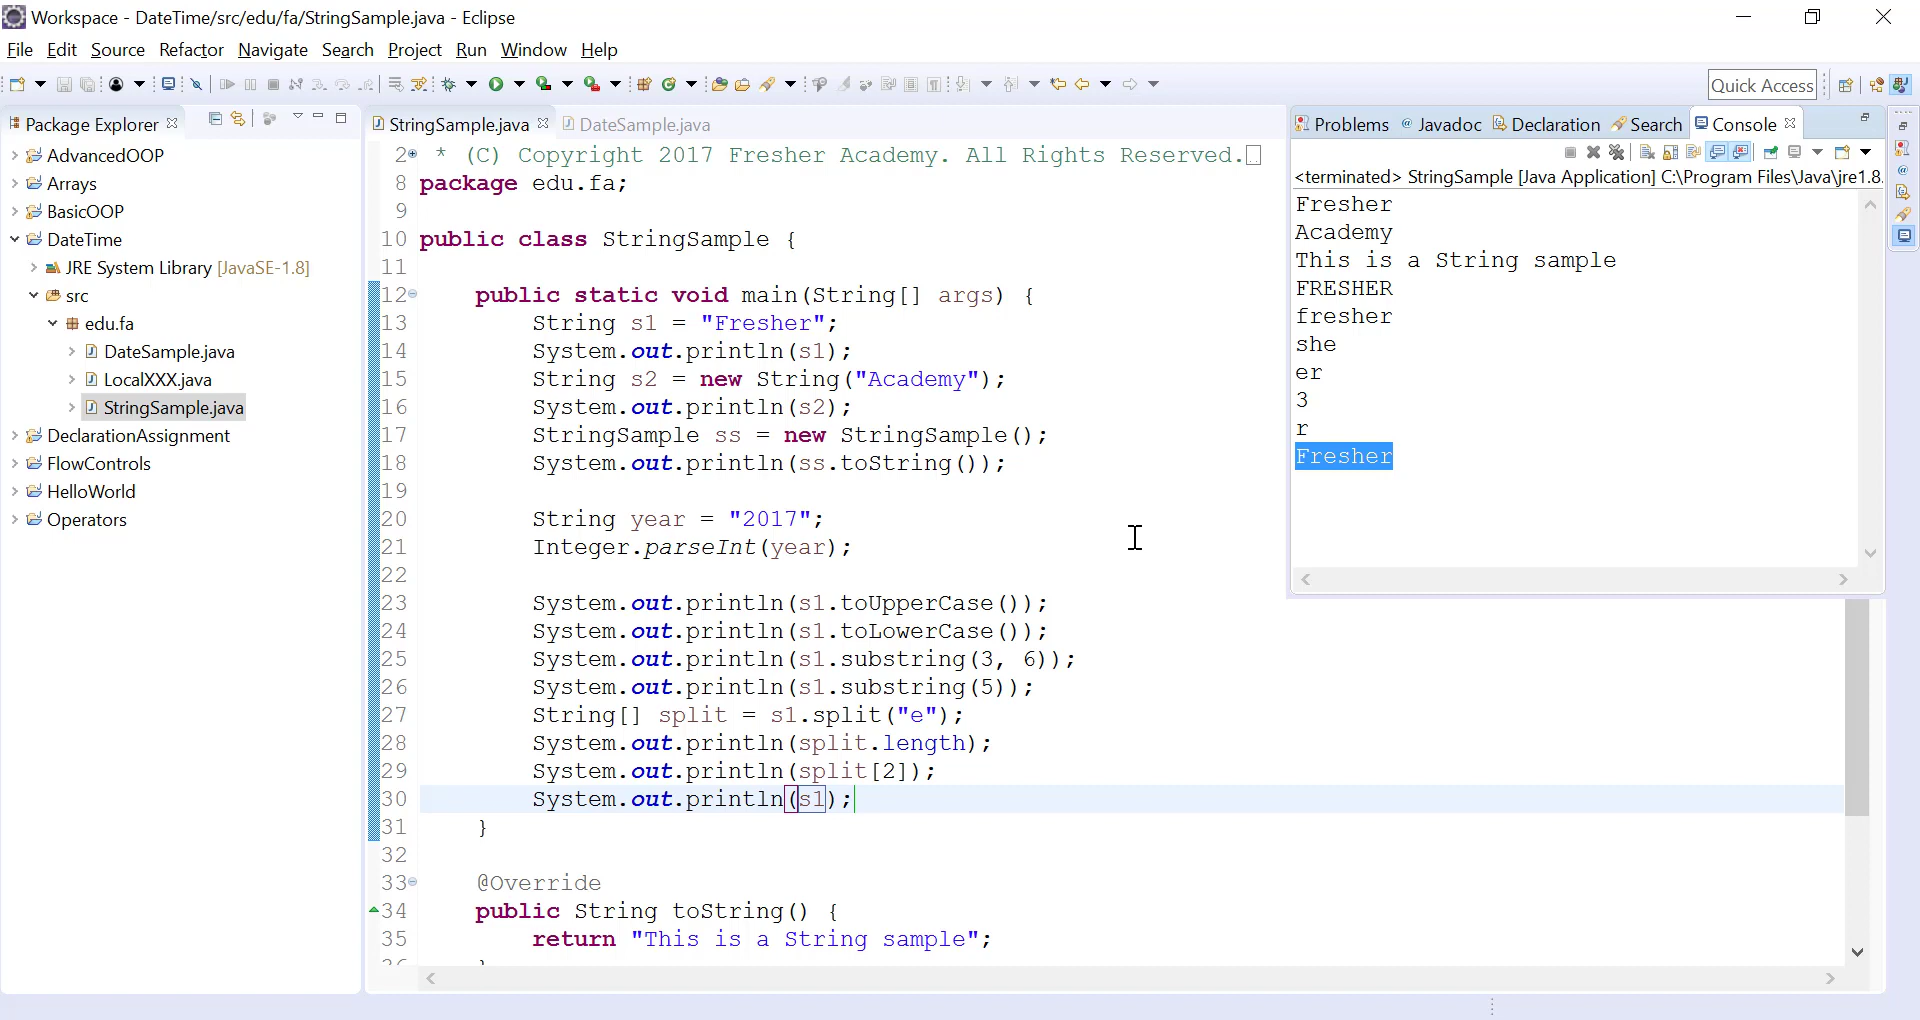 Workspace - DateTime/src/edu/fa/StringSample.java - Eclipse
File Edit Source Refactor Navigate Search Project Run Window Help
Quick Access
Package Explorer
AdvancedOOP
Arrays
BasicOOP
DateTime
JRE System Library [JavaSE-1.8]
src
edu.fa
DateSample.java
LocalXXX.java
StringSample.java
DeclarationAssignment
FlowControls
HelloWorld
Operators
StringSample.java DateSample.java
2 * (C) Copyright 2017 Fresher Academy. All Rights Reserved.
8 package edu.fa;
9
10 public class StringSample {
11
12 public static void main(String[] args) {
13 String s1 = "Fresher";
14 System.out.println(s1);
15 String s2 = new String("Academy");
16 System.out.println(s2);
17 StringSample ss = new StringSample();
18 System.out.println(ss.toString());
19
20 String year = "2017";
21 Integer.parseInt(year);
22
23 System.out.println(s1.toUpperCase());
24 System.out.println(s1.toLowerCase());
25 System.out.println(s1.substring(3, 6));
26 System.out.println(s1.substring(5));
27 String[] split = s1.split("e");
28 System.out.println(split.length);
29 System.out.println(split[2]);
30 System.out.println(s1);
31 }
32
33 @Override
34 public String toString() {
35 return "This is a String sample";
Problems Javadoc Declaration Search Console
<terminated> StringSample [Java Application] C:\Program Files\Java\jre1.8.
Fresher
Academy
This is a String sample
FRESHER
fresher
she
er
3
r
Fresher